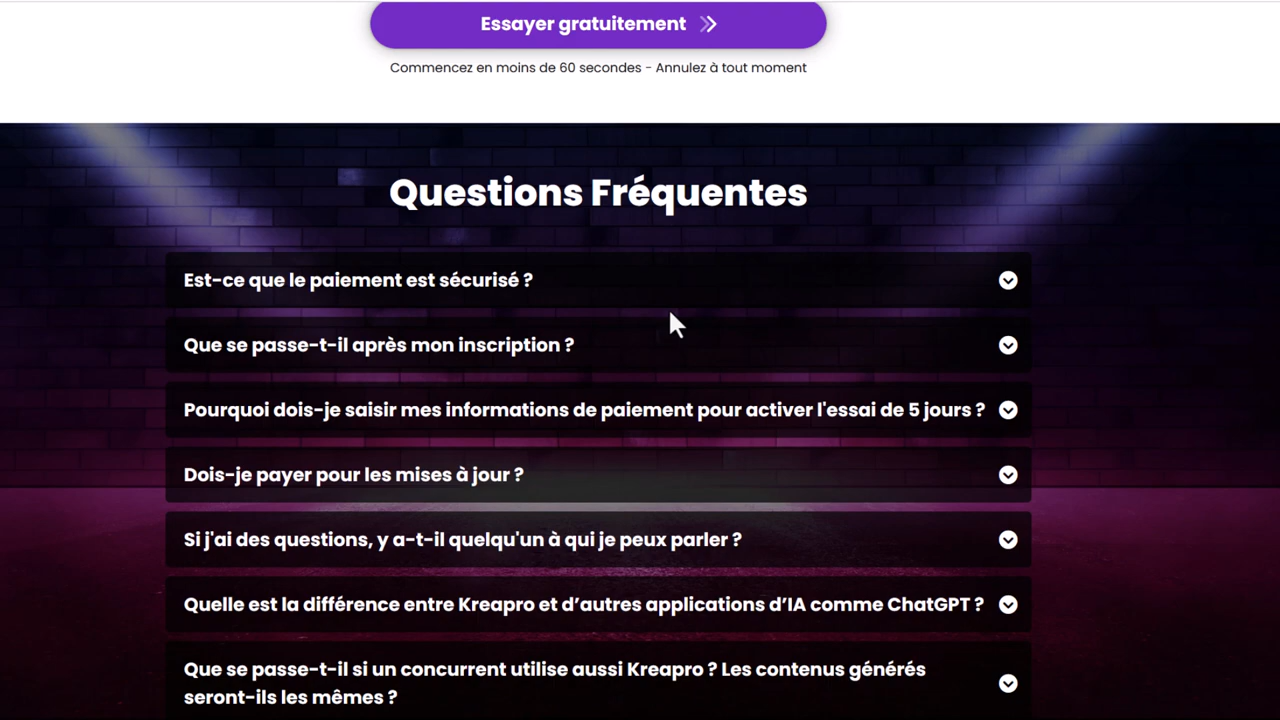 Essayer gratuitement
Commencez en moins de 60 secondes - Annulez à tout moment
Questions Fréquentes
Est-ce que le paiement est sécurisé ?
Que se passe-t-il après mon inscription ?
Pourquoi dois-je saisir mes informations de paiement pour activer l'essai de 5 jours ?
Dois-je payer pour les mises à jour ?
Si j'ai des questions, y a-t-il quelqu'un à qui je peux parler ?
Quelle est la différence entre Kreapro et d’autres applications d’IA comme ChatGPT ?
Que se passe-t-il si un concurrent utilise aussi Kreapro ? Les contenus générés
seront-ils les mêmes ?